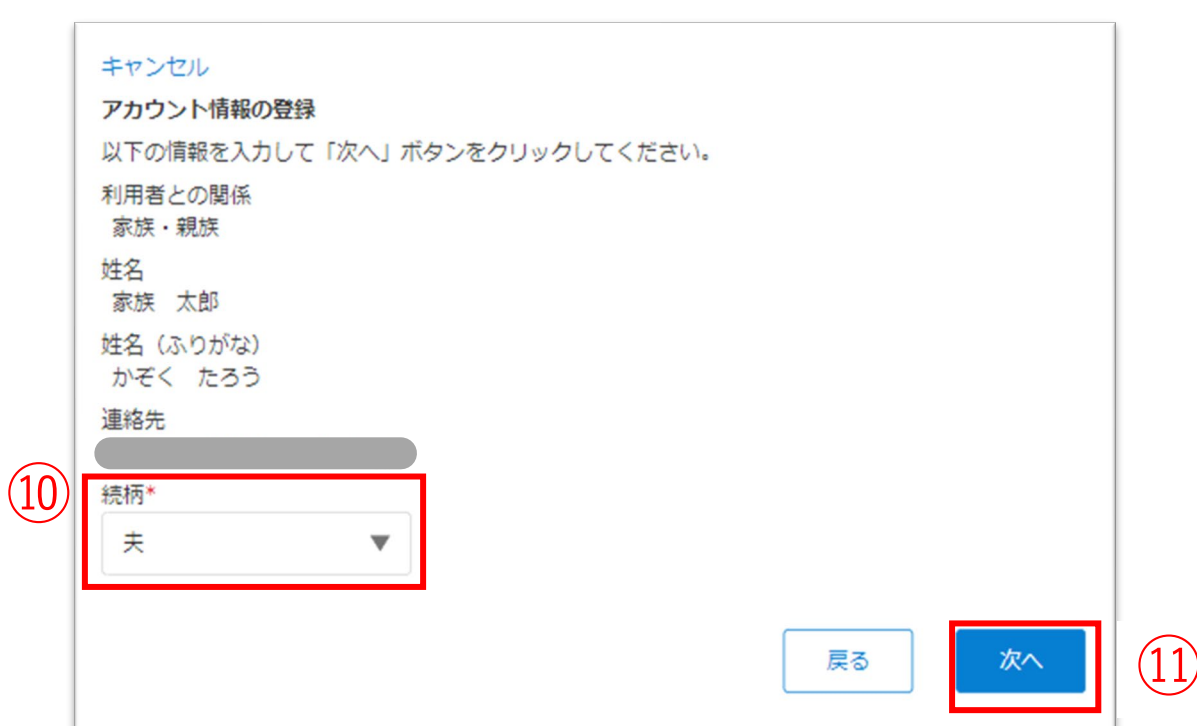 キャンセル
アカウント情報の登録
以下の情報を入力して「次へ」ボタンをクリックしてください。
利用者との関係
家族・親族
姓名
家族　太郎
姓名（ふりがな）
かぞく　たろう
連絡先
⑩
続柄*
夫
戻る
次へ
⑪